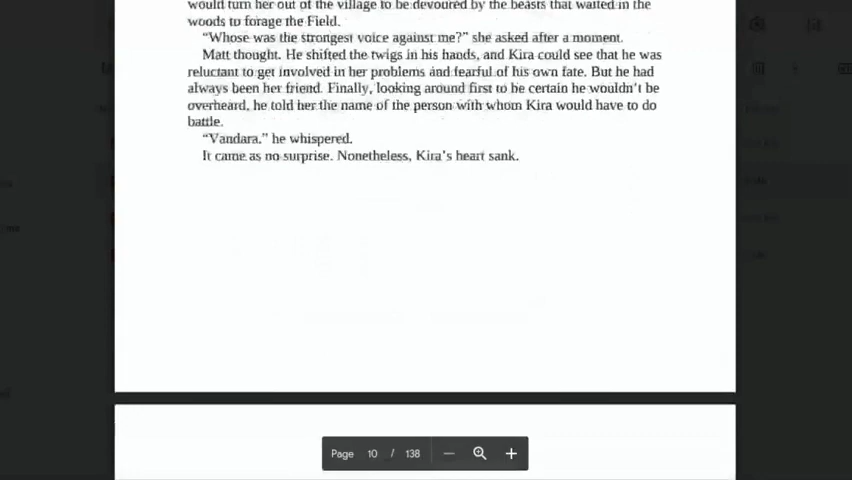 would turn her out of the village to be devoured by the beasts that waited in the
woods to forage the Field.
“Whose was the strongest voice against me?” she asked after a moment.
Matt thought. He shifted the twigs in his hands, and Kira could see that he was
reluctant to get involved in her problems and fearful of his own fate. But he had
always been her friend. Finally, looking around first to be certain he wouldn’t be
overheard, he told her the name of the person with whom Kira would have to do
battle.
“Vandara,” he whispered.
It came as no surprise. Nonetheless, Kira’s heart sank.
Page 10 / 138